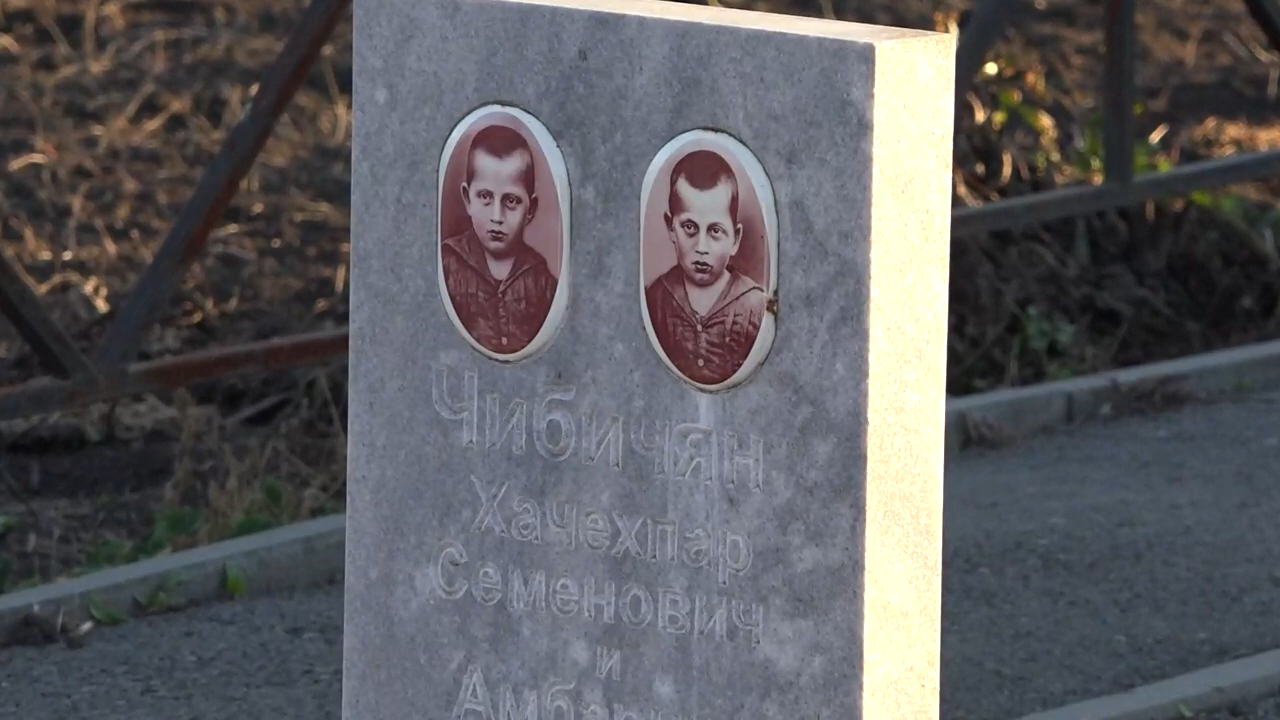 Чибичян
Хачехпар
Семенович
и